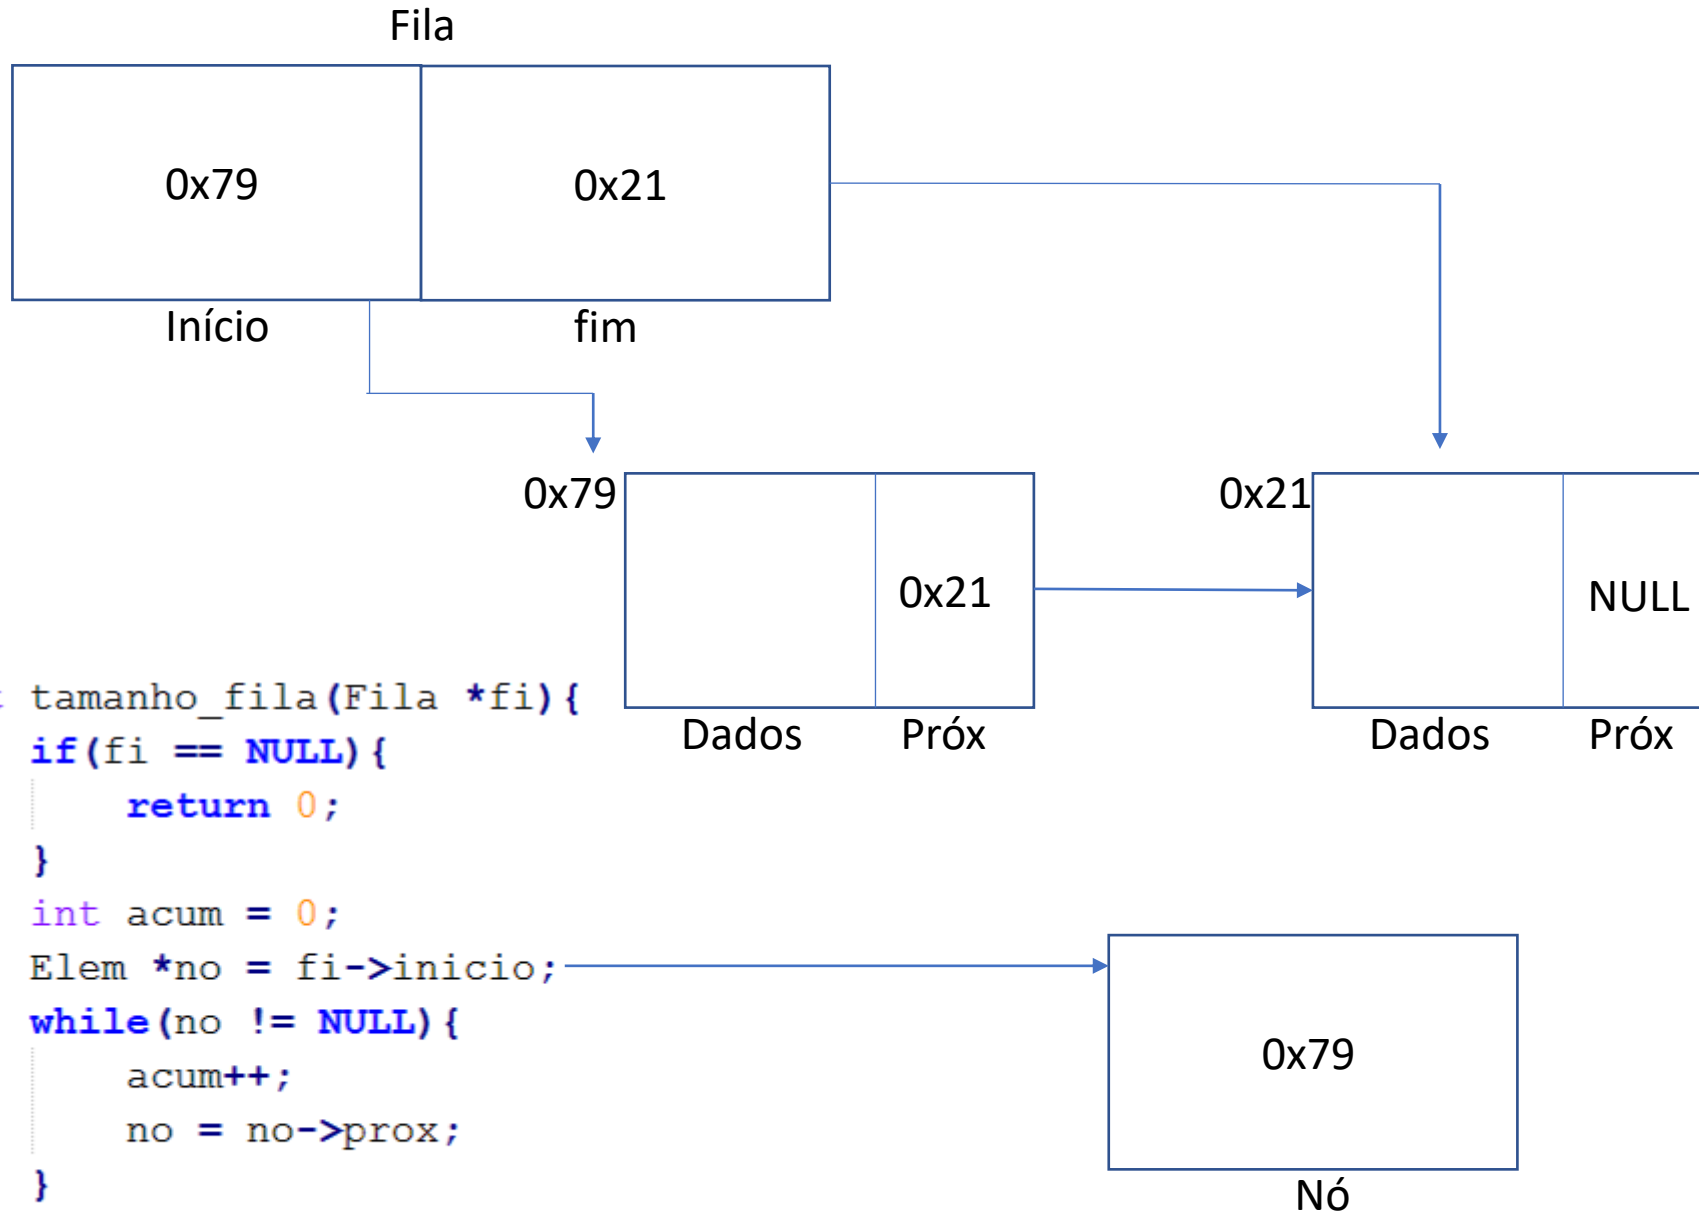 Fila
0x79 0x21
Início fim
0x79 0x21
0x21 NULL
Dados Próx Dados Próx
tamanho_fila(Fila *fi){
if(fi == NULL){
return 0;
}
int acum = 0;
Elem *no = fi->inicio;
while(no != NULL){
acum++;
no = no->prox;
}
0x79
Nó